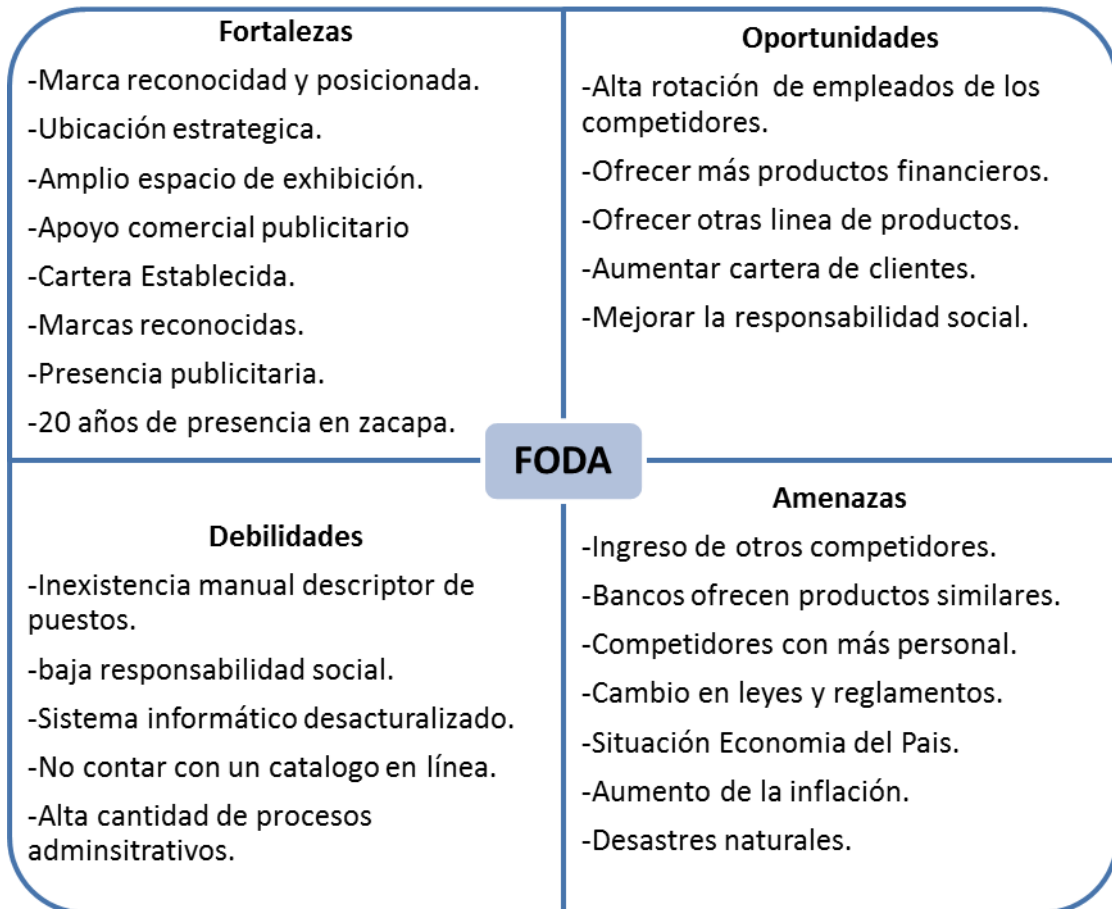 Fortalezas
-Marca reconocidad y posicionada.
-Ubicación estrategica.
-Amplio espacio de exhibición.
-Apoyo comercial publicitario
-Cartera Establecida.
-Marcas reconocidas.
-Presencia publicitaria.
-20 años de presencia en zacapa.
Oportunidades
-Alta rotación de empleados de los
competidores.
-Ofrecer más productos financieros.
-Ofrecer otras linea de productos.
-Aumentar cartera de clientes.
-Mejorar la responsabilidad social.
FODA
Debilidades
-Inexistencia manual descriptor de
puestos.
-baja responsabilidad social.
-Sistema informático desacturalizado.
-No contar con un catalogo en línea.
-Alta cantidad de procesos
adminsitrativos.
Amenazas
-Ingreso de otros competidores.
-Bancos ofrecen productos similares.
-Competidores con más personal.
-Cambio en leyes y reglamentos.
-Situación Economia del Pais.
-Aumento de la inflación.
-Desastres naturales.